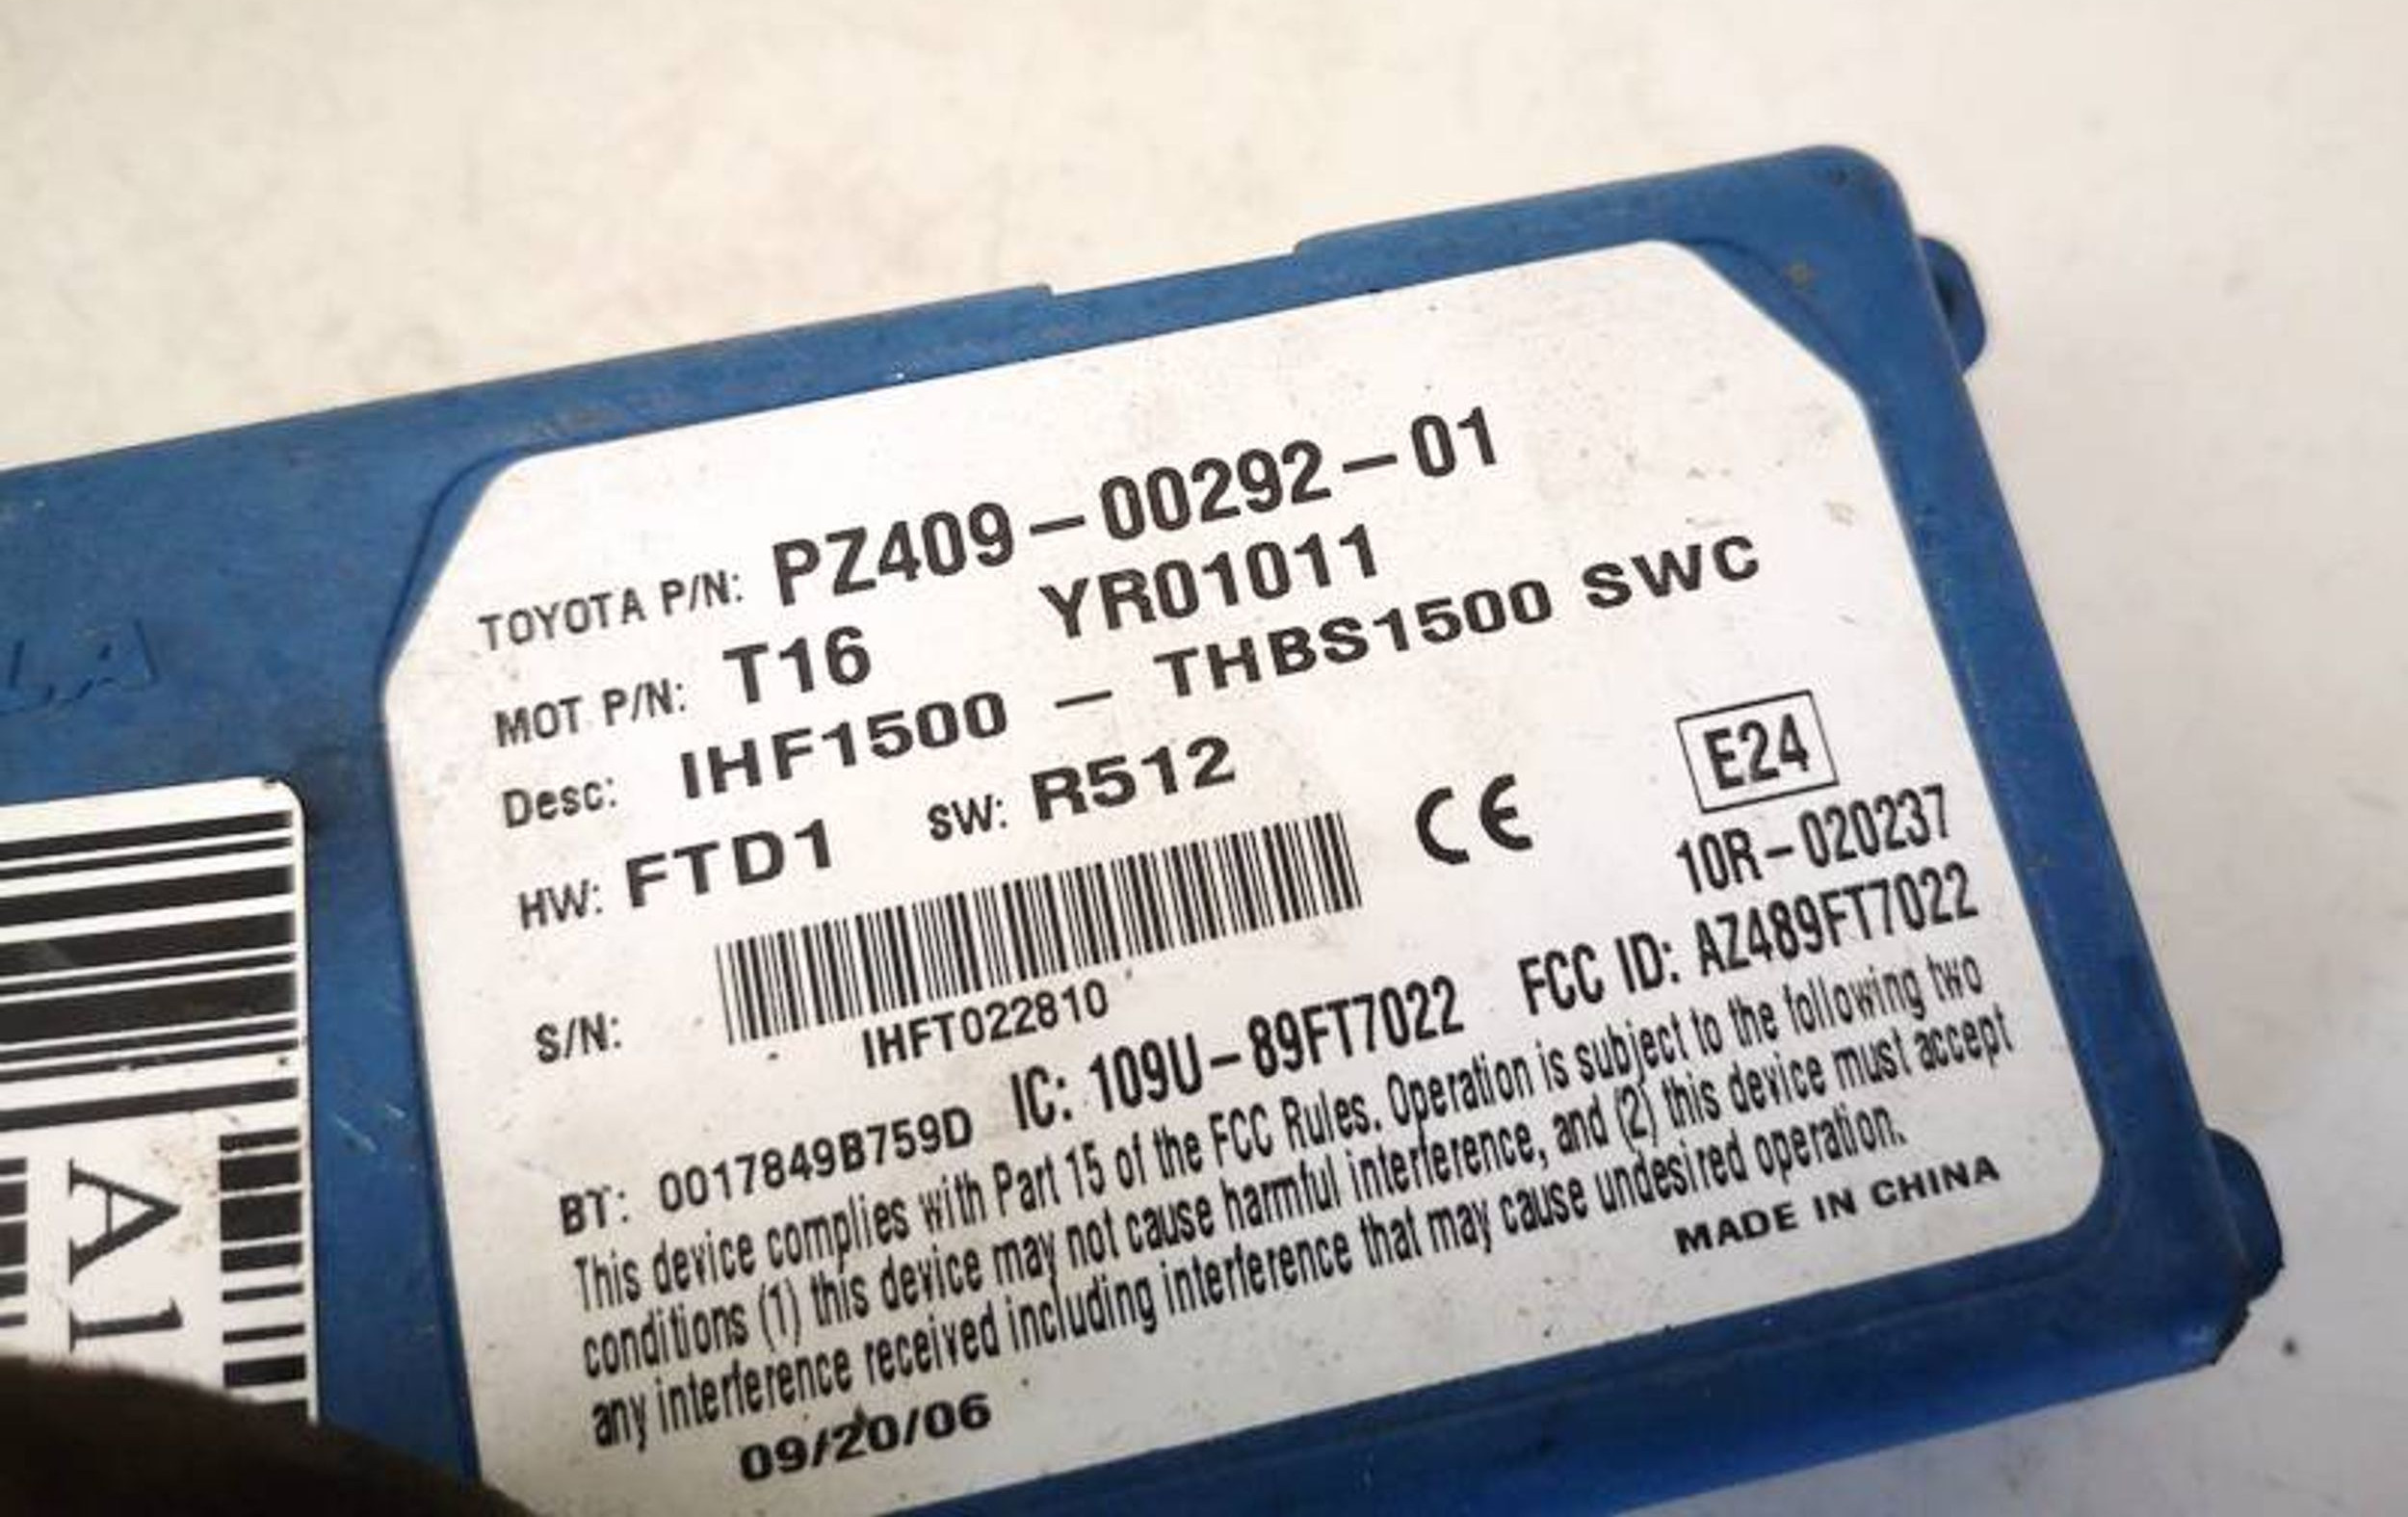 TOYOTA P/N: PZ409-00292-01
MOT P/N: T16 YR01011
Desc: IHF1500 - THBS1500 SWC
HW: FTD1 SW: R512
CE
E24
10R-020237
S/N:
IHFT022810
BT: 0017849B759D IC: 109U-89FT7022 FCC ID: AZ489FT7022
This device complies with Part 15 of the FCC Rules. Operation is subject to the following two
conditions (1) this device may not cause harmful interference, and (2) this device must accept
any interference received including interference that may cause undesired operation.
09/20/06
MADE IN CHINA